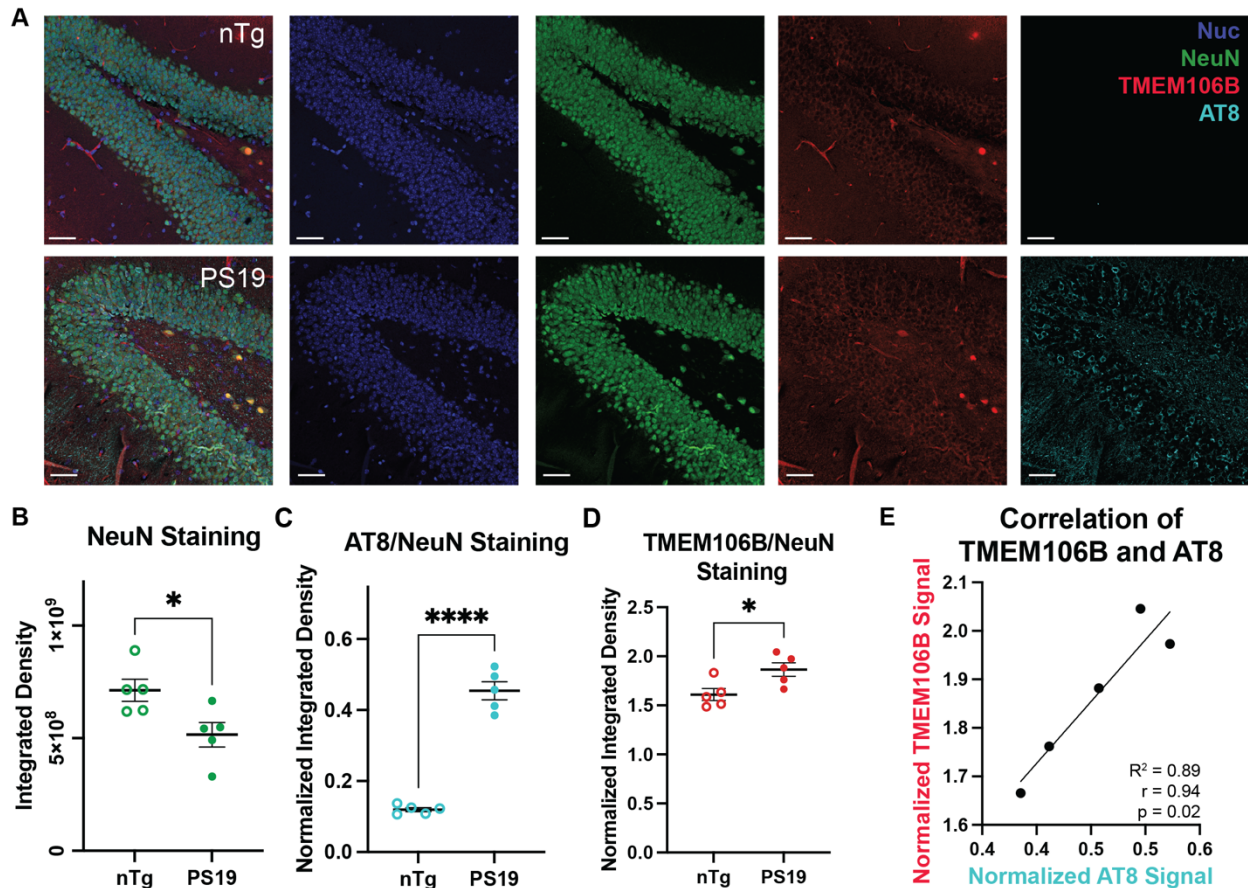 A
nTg
Nuc
NeuN
TMEM106B
AT8
PS19
B
NeuN Staining
Integrated Density
1×10⁹
5×10⁸
0
*
nTg
PS19
C
AT8/NeuN Staining
Normalized Integrated Density
0.6
0.4
0.2
0.0
****
nTg
PS19
D
TMEM106B/NeuN
Staining
Normalized Integrated Density
2.5
2.0
1.5
1.0
0.5
0.0
*
nTg
PS19
E
Correlation of
TMEM106B and AT8
Normalized TMEM106B Signal
2.1
2.0
1.9
1.8
1.7
1.6
R² = 0.89
r = 0.94
p = 0.02
0.4
0.4
0.5
0.5
0.6
Normalized AT8 Signal